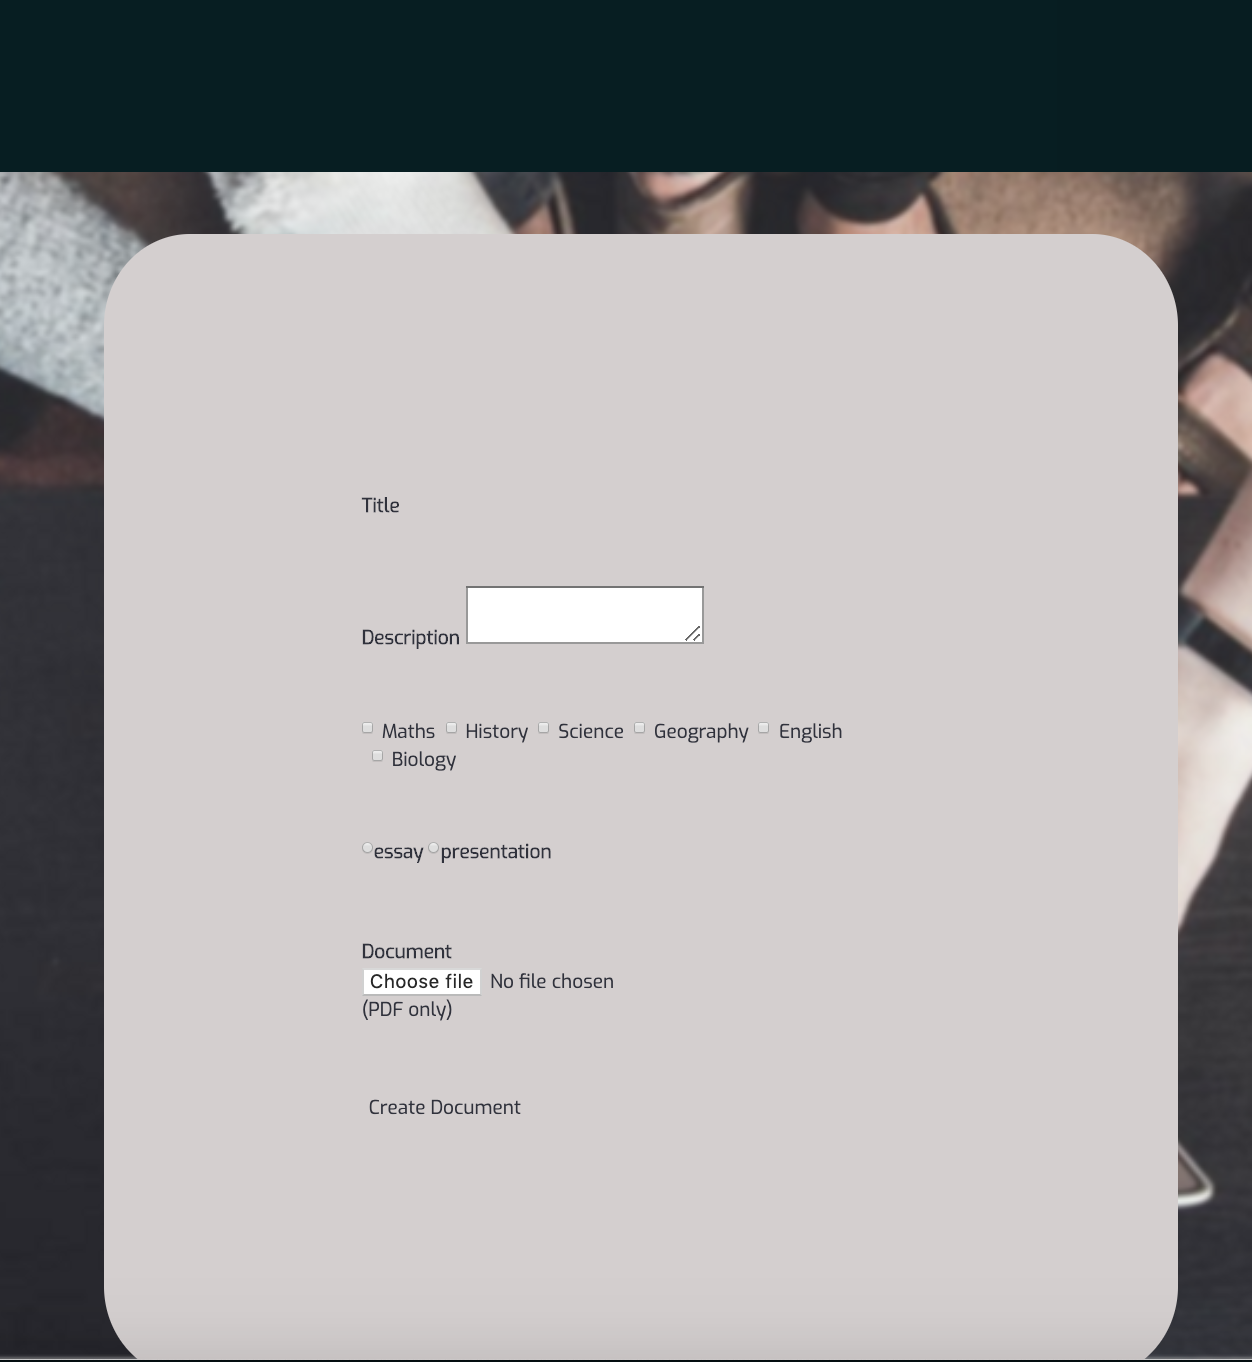 Title
Description
Maths History Science Geography English
Biology
essay presentation
Document
Choose file No file chosen
(PDF only)
Create Document